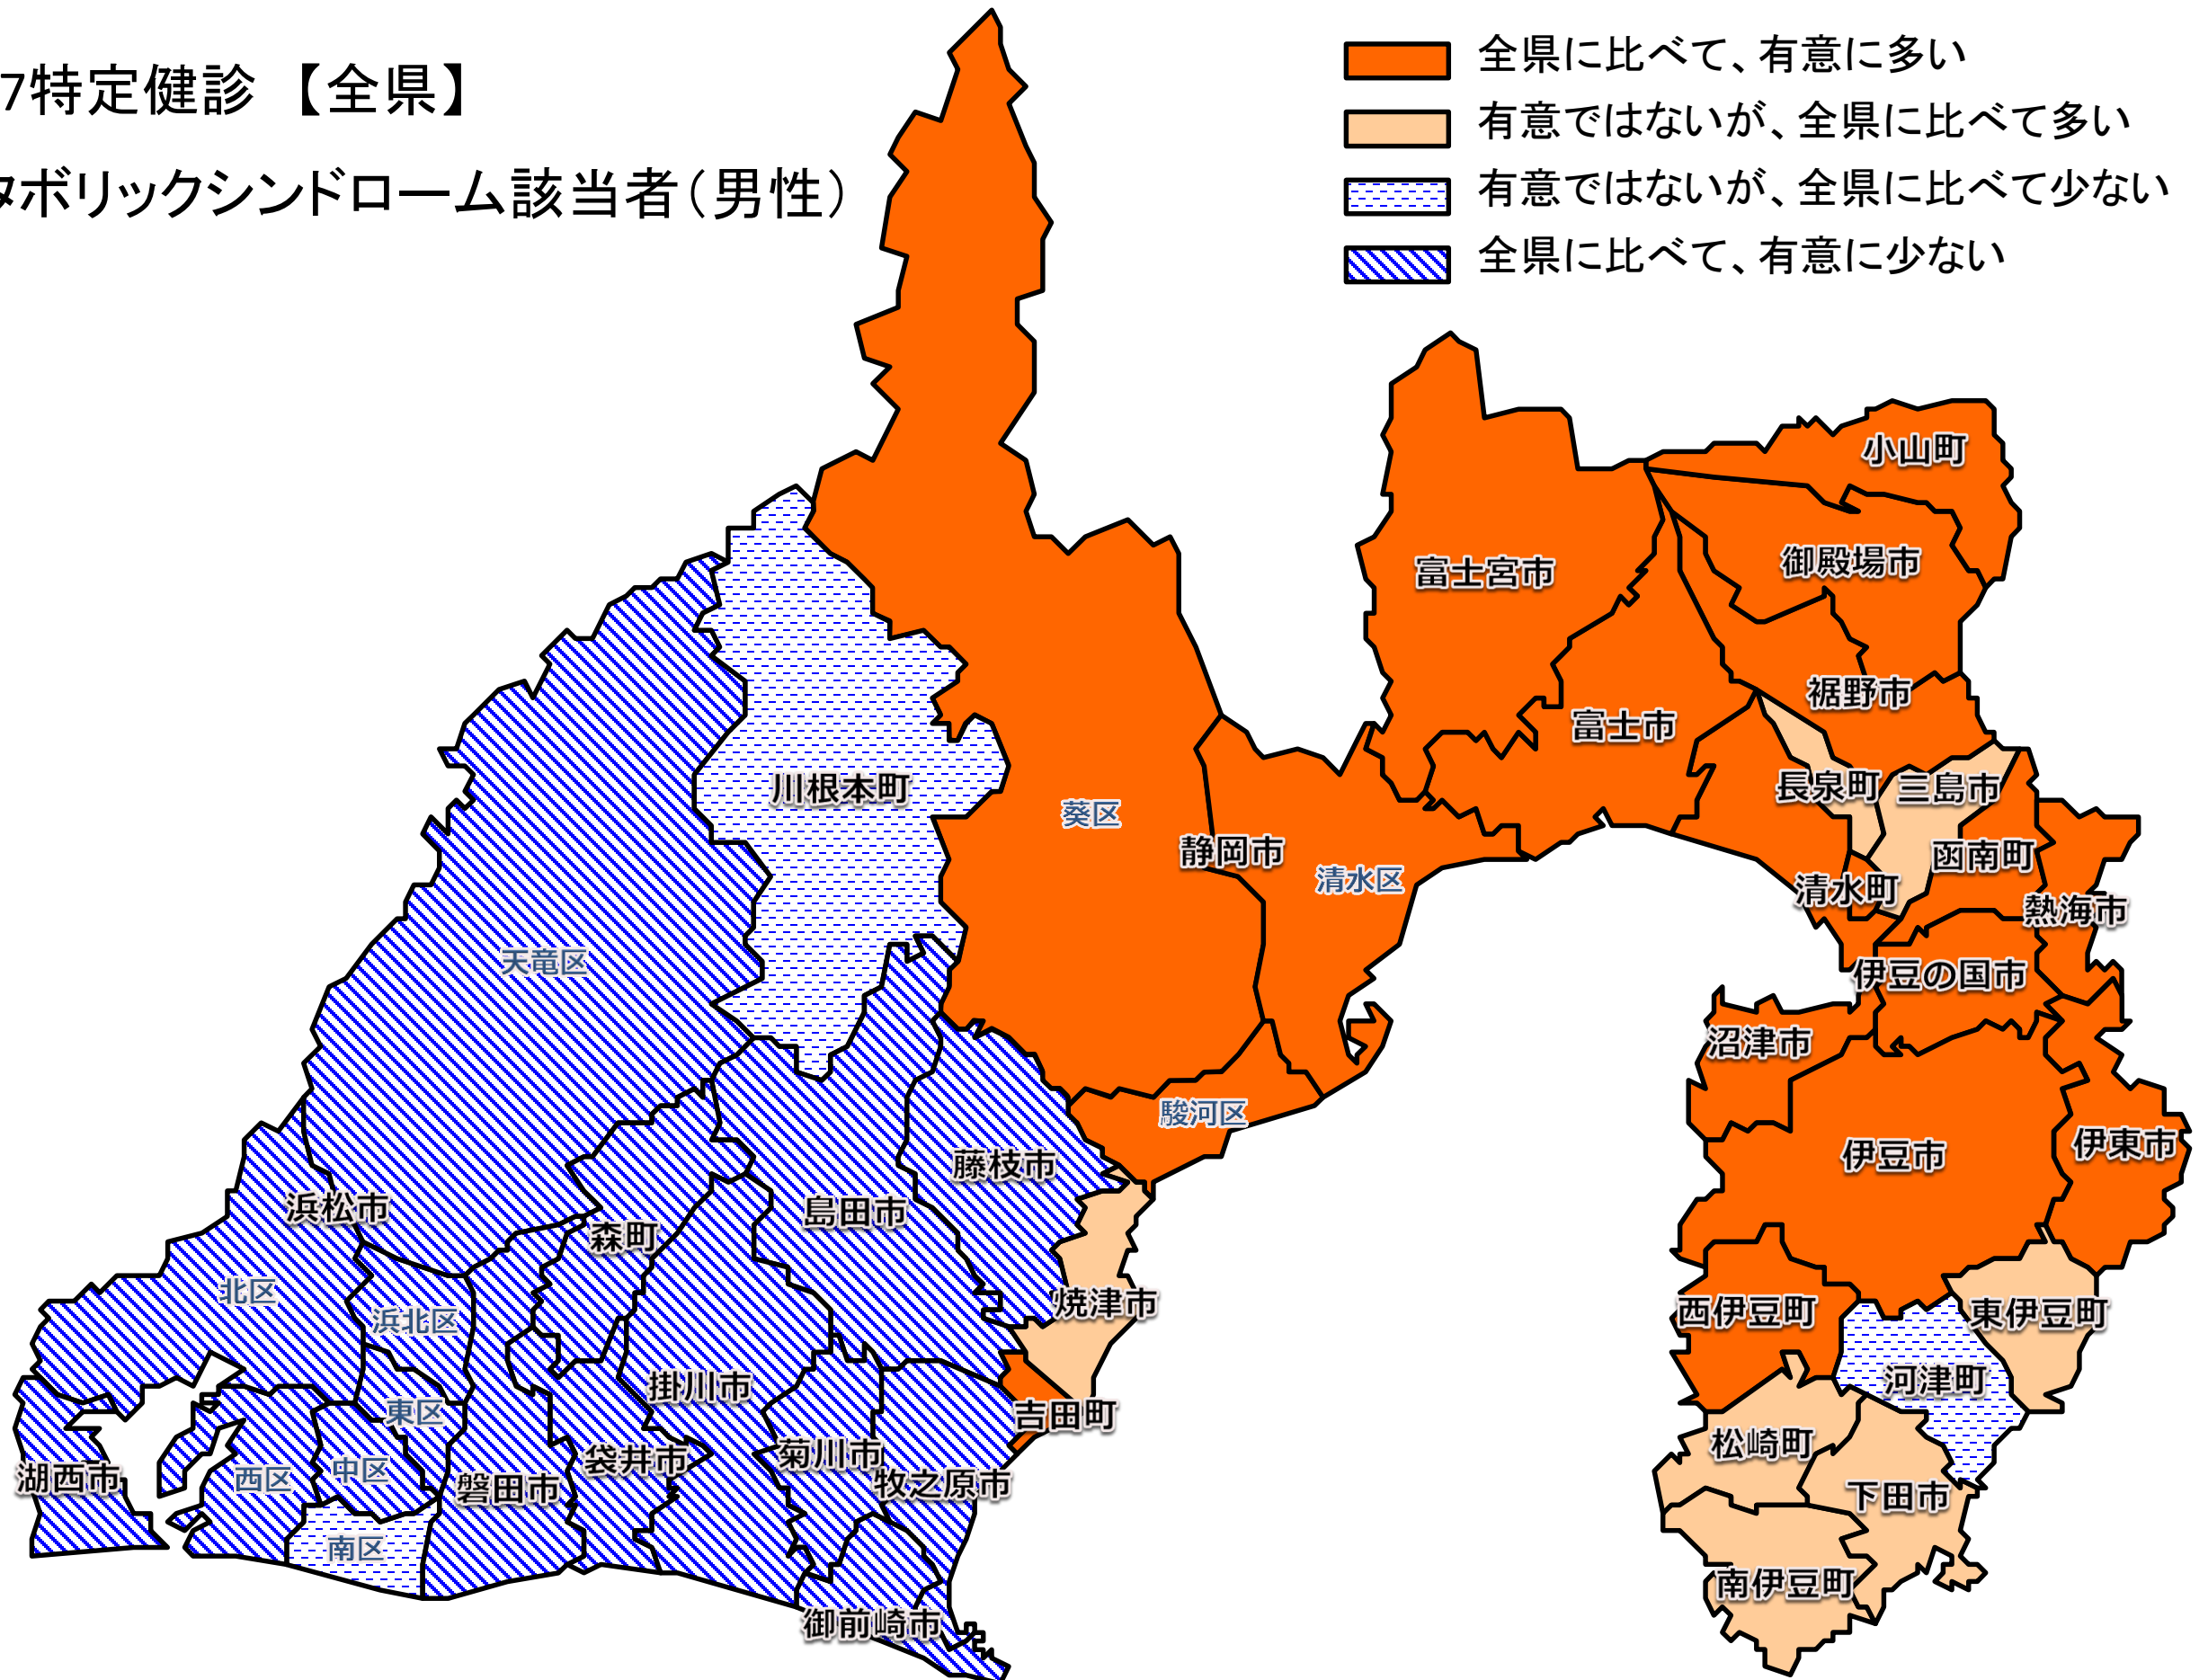 7特定健診 【全県】
タボリックシンドローム該当者(男性)
全県に比べて、有意に多い
有意ではないが、全県に比べて多い
有意ではないが、全県に比べて少ない
全県に比べて、有意に少ない
小山町
御殿場市
富士宮市
裾野市
富士市
川根本町
長泉町
三島市
葵区
静岡市
函南町
清水区
清水町
熱海市
天竜区
伊豆の国市
沼津市
駿河区
伊東市
伊豆市
藤枝市
浜松市
島田市
森町
北区
焼津市
西伊豆町
東伊豆町
浜北区
掛川市
河津町
東区
吉田町
松崎町
菊川市
袋井市
中区
湖西市
西区
牧之原市
磐田市
下田市
南区
南伊豆町
御前崎市